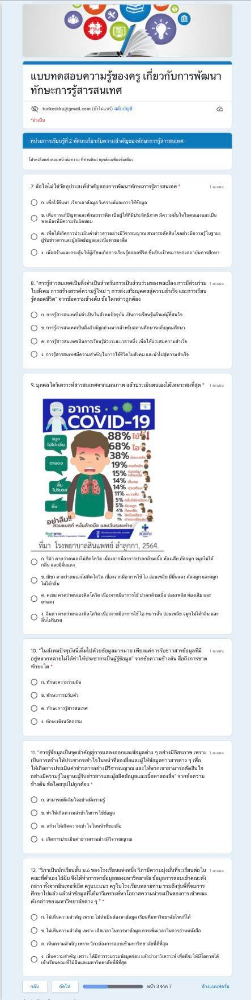 แบบทดสอบความรู้ของครู เกี่ยวกับการพัฒนา
ทักษะการรู้สารสนเทศ
tuckcskku@gmail.com (ยังไม่แชร์) สลับบัญชี
*จำเป็น
หน่วยการเรียนรู้ที่ 2 ทัศนะเกี่ยวกับความสำคัญของทักษะการรู้สารสนเทศ
โปรดเลือกคำตอบหน้าข้อความ ที่ท่านคิดว่าถูกต้องเพียงข้อเดียว
7. ข้อใดไม่ใช่วัตถุประสงค์สำคัญของการพัฒนาทักษะการรู้สารสนเทศ *
1 คะแนน
ก. เพื่อให้ค้นหา เรียกเอาข้อมูล วิเคราะห์และการใช้ข้อมูล
ข. เพื่อการแก้ปัญหาและทักษะการคิด เป็นผู้ใฝ่ที่มีประสิทธิภาพ มีความมั่นใจในตนเองและเป็น
พลเมืองที่มีความรับผิดชอบ
ค. เพื่อให้เกิดการประเมินค่าข่าวสารอย่างมีวิจารณญาณ สามารถตัดสินใจอย่างมีความรู้ในฐานะ
ผู้รับข่าวสารและผู้ผลิตข้อมูลและเนื้อหาของสื่อ
ง. เพื่อสร้างและกระตุ้นให้ผู้เรียนเกิดการเรียนรู้ตลอดชีวิต ซึ่งเป็นเป้าหมายของสถาบันการศึกษา
8. "การรู้สารสนเทศเป็นสิ่งจำเป็นสำหรับการเป็นส่วนร่วมของพลเมือง การมีส่วนร่วม
1 คะแนน
ในสังคม การสร้างสรรค์ความรู้ใหม่ ๆ การส่งเสริมบุคคลสู่ความสำเร็จ และการเรียน
รู้ตลอดชีวิต" จากข้อความข้างต้น ข้อใดกล่าวถูกต้อง
ก. การรู้สารสนเทศไม่จำเป็นในสังคมปัจจุบัน เป็นการเรียนรู้แล้วแต่ผู้ที่สนใจ
ข. การรู้สารสนเทศเป็นสิ่งสำคัญอย่างมากสำหรับสถานศึกษาระดับอุดมศึกษา
ค. การรู้สารสนเทศเป็นการเรียนรู้ช่วงระยะเวลาหนึ่ง เพื่อให้ประสบความสำเร็จ
ง. การรู้สารสนเทศมีความสำคัญในการใช้ชีวิตในสังคม และนำไปสู่ความสำเร็จ
9. บุคคลใดวิเคราะห์สารสนเทศจากแผนภาพ แล้วประเมินตนเองได้เหมาะสมที่สุด *
1 คะแนน
อาการ
COVID-19
88% ไข้
68% ไอ
38%
19%
15%
14%
14%
11%
5%
5%
4%
1%
1%
จมูก
ไม่ได้กลิ่น
ตาแดง
ลิ้น
ไม่รับรส
ผื่น
อย่าลืม!!
สวมแมสก์ หมั่นล้างมือ และเว้นระยะห่าง
WHO
ที่มา โรงพยาบาลสินแพทย์ ลำลูกกา, 2564.
ก. วิสา คาดว่าตนเองไม่ติดโควิด เนื่องจากมีอาการปวดกล้ามเนื้อ ท้องเสีย คัดจมูก จมูกไม่ได้
กลิ่น และมีผื่นแดง
ข. ณิชา คาดว่าตนเองไม่ติดโควิด เนื่องจากมีอาการไข้ ไอ อ่อนเพลีย มีผื่นแดง คัดจมูก และจมูก
ไม่ได้กลิ่น
ค. คเชน คาดว่าตนเองติดโควิด เนื่องจากมีอาการไข้ ปวดกล้ามเนื้อ อ่อนเพลีย ท้องเสีย และ
ตาแดง
ง. ลินดา คาดว่าตนเองติดโควิด เนื่องจากมีอาการไข้ ไอ หนาวสั่น อ่อนเพลีย จมูกไม่ได้กลิ่น และ
ลิ้นไม่รับรส
10. "ในสังคมปัจจุบันนี้เต็มไปด้วยข้อมูลมากมาย เพียงแค่การรับข่าวสารข้อมูลที่มี
1 คะแนน
อยู่หลากหลายไม่ได้ทำให้ประชากรเป็นผู้รู้ข้อมูล" จากข้อความข้างต้น สื่อถึงการขาด
ทักษะใด *
ก. ทักษะความร่วมมือ
ข. ทักษะการปรับตัว
ค. ทักษะการรู้สารสนเทศ
ง. ทักษะเชิงนวัตกรรม
11. "การรู้ข้อมูลเป็นจุดสำคัญสู่การแสดงออกและข้อมูลต่าง ๆ อย่างมีอิสรภาพ เพราะ
1 คะแนน
เป็นการสร้างให้ประชากรเข้าใจในหน้าที่ของสื่อและผู้ให้ข้อมูลข่าวสารต่าง ๆ เพื่อ
ให้เกิดการประเมินค่าข่าวสารอย่างมีวิจารณญาณ และให้พวกเขาสามารถตัดสินใจ
อย่างมีความรู้ในฐานะผู้รับข่าวสารและผู้ผลิตข้อมูลและเนื้อหาของสื่อ" จากข้อความ
ข้างต้น ข้อใดสรุปไม่ถูกต้อง *
ก. สามารถตัดสินใจอย่างมีความรู้
ข. ทำให้เกิดความล่าช้าในการใช้ข้อมูล
ค. สร้างให้เกิดความเข้าใจในหน้าที่ของสื่อ
ง. เกิดการประเมินค่าข่าวสารอย่างมีวิจารณญาณ
12. "วิภาเป็นนักเรียนชั้น ม.6 ของโรงเรียนแห่งหนึ่ง วิภามีความมุ่งมั่นที่จะเรียนต่อใน
1 คะแนน
คณะที่ตัวเองใฝ่ฝัน จึงได้ทำการหาข้อมูลของมหาวิทยาลัย ข้อมูลการสอบเข้าคณะดัง
กล่าว ทั้งจากอินเทอร์เน็ต ครูแนะแนว ครูในโรงเรียนหลายท่าน รวมถึงรุ่นพี่ที่จบการ
ศึกษาไปแล้ว แล้วนำข้อมูลที่ได้มาวิเคราะห์หาโอกาสความน่าจะเป็นของการเข้าคณะ
ดังกล่าวของมหาวิทยาลัยต่าง ๆ " *
ก. ไม่เห็นความสำคัญ เพราะ ไม่จำเป็นต้องหาข้อมูล เรียนที่มหาวิทยาลัยไหนก็ได้
ข. ไม่เห็นความสำคัญ เพราะ เสียเวลาในการหาข้อมูล ควรเพิ่มเวลาในการอ่านหนังสือ
ค. เห็นความสำคัญ เพราะ วิภาต้องการสอบเข้ามหาวิทยาลัยที่ดีที่สุด
ง. เห็นความสำคัญ เพราะ ได้มีการรวบรวมข้อมูลก่อน แล้วนำมาวิเคราะห์ เพื่อที่จะให้มีโอกาสได้
เข้าเรียนคณะที่ใฝ่ฝันและมหาวิทยาลัยที่ดีที่สุด
กลับ
ถัดไป
หน้า 3 จาก 7
ล้างแบบฟอร์ม